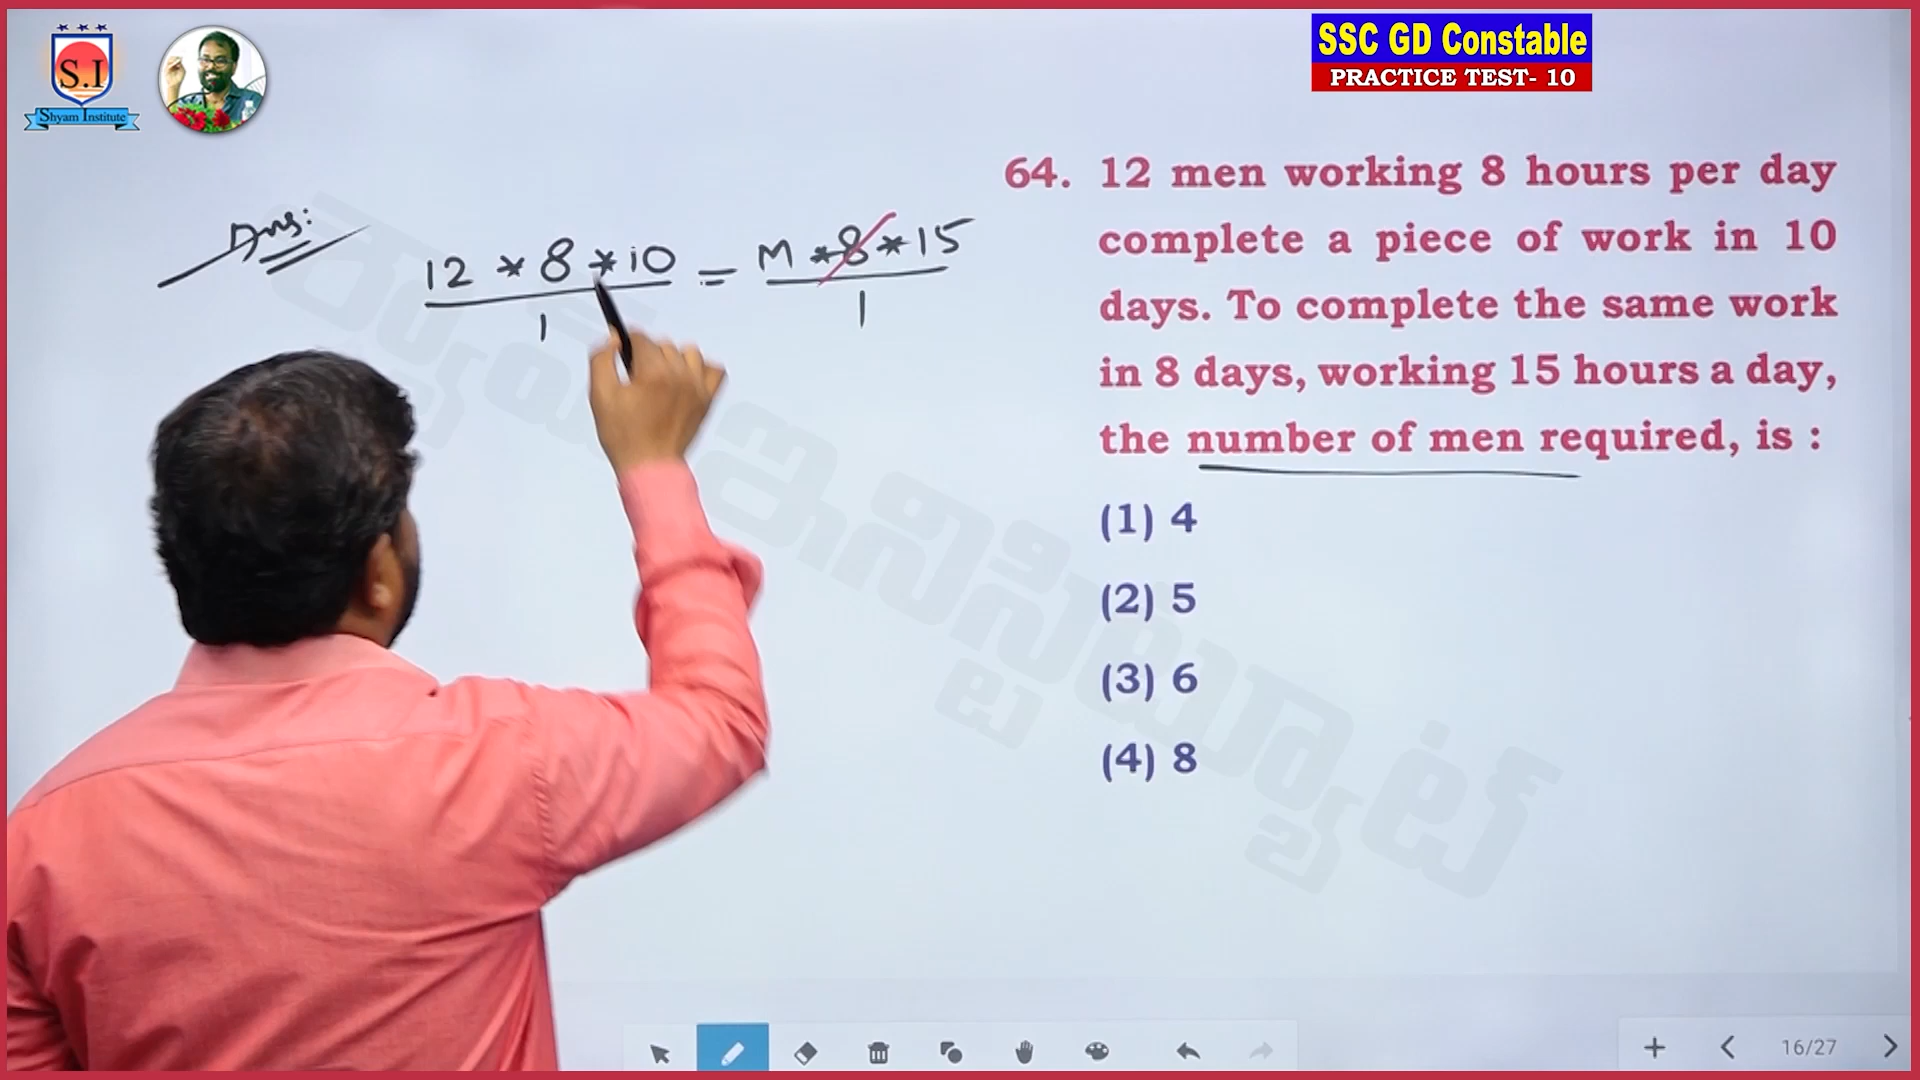 S.I
Shyam Institute
SSC GD Constable
PRACTICE TEST- 10
Ans:
12 * 8 * 10 = M * 8 * 15
1 1
64. 12 men working 8 hours per day
complete a piece of work in 10
days. To complete the same work
in 8 days, working 15 hours a day,
the number of men required, is :
(1) 4
(2) 5
(3) 6
(4) 8
16/27